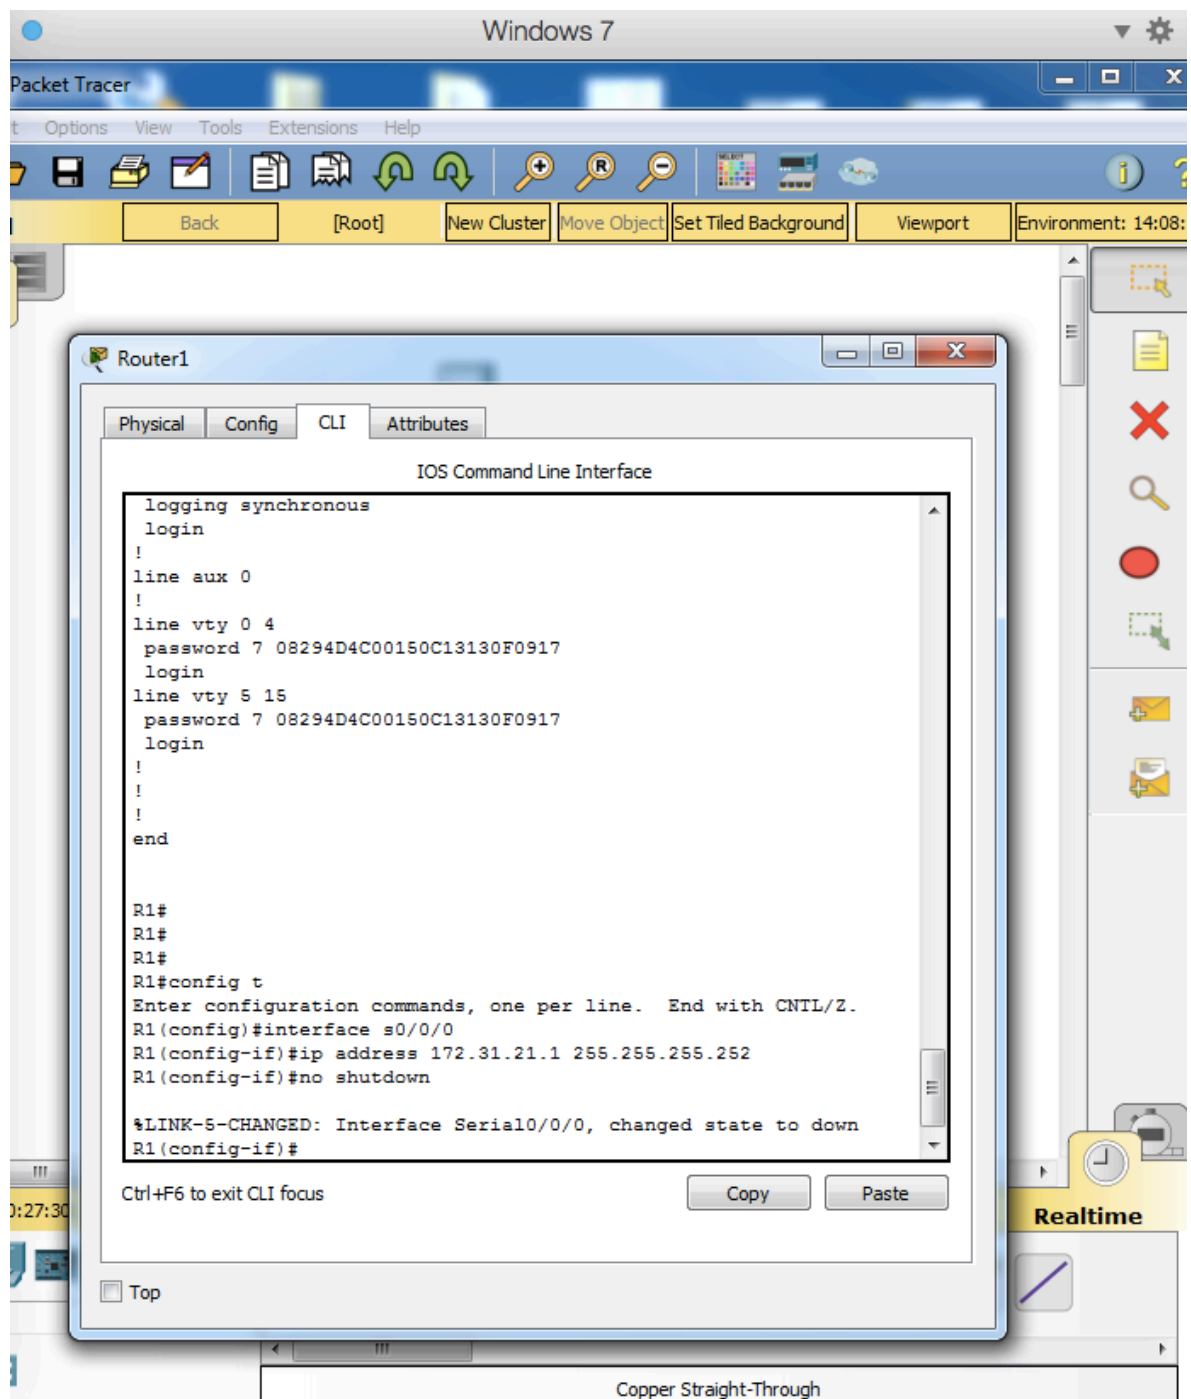 Windows 7
Packet Tracer
t Options View Tools Extensions Help
Back [Root] New Cluster Move Object Set Tiled Background Viewport Environment: 14:08:
Router1
Physical Config CLI Attributes
IOS Command Line Interface
logging synchronous
login
!
line aux 0
!
line vty 0 4
password 7 08294D4C00150C13130F0917
login
line vty 5 15
password 7 08294D4C00150C13130F0917
login
!
!
!
end
R1#
R1#
R1#
R1#config t
Enter configuration commands, one per line.  End with CNTL/Z.
R1(config)#interface s0/0/0
R1(config-if)#ip address 172.31.21.1 255.255.255.252
R1(config-if)#no shutdown
%LINK-5-CHANGED: Interface Serial0/0/0, changed state to down
R1(config-if)#
Ctrl+F6 to exit CLI focus Copy Paste
:27:30 Realtime
Top
Copper Straight-Through